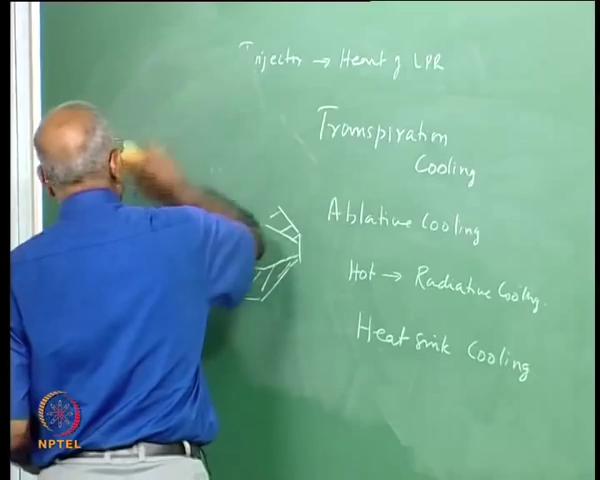 Injector → Heart of LPR
Transpiration
Cooling
Ablative Cooling
Hot → Radiative Cooling.
Heat sink Cooling
NPTEL